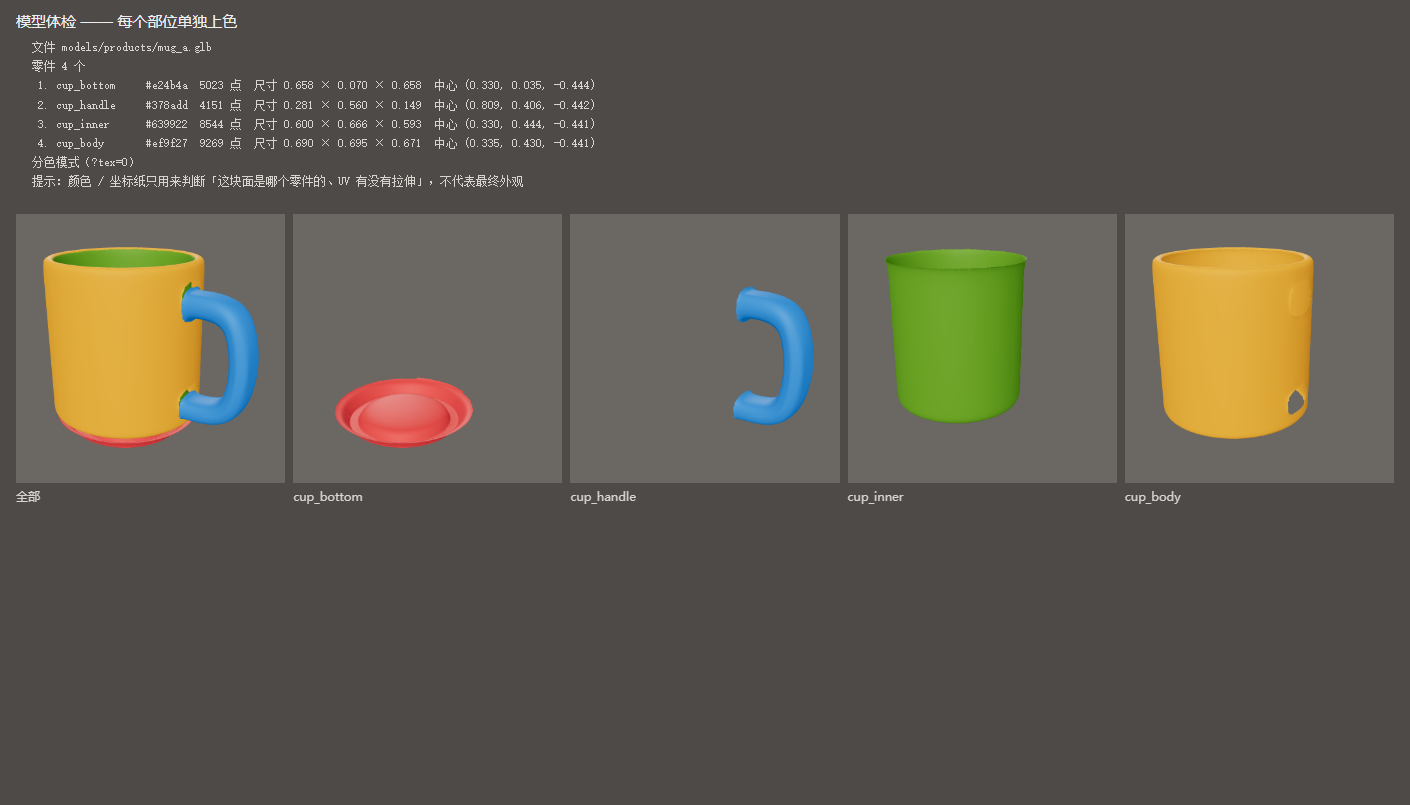 模型体检 —— 每个部位单独上色
文件 models/products/mug_a.glb
零件 4 个
1. cup_bottom #e24b4a 5023 点 尺寸 0.658 × 0.070 × 0.658 中心 (0.330, 0.035, -0.444)
2. cup_handle #378add 4151 点 尺寸 0.281 × 0.560 × 0.149 中心 (0.809, 0.406, -0.442)
3. cup_inner #639922 8544 点 尺寸 0.600 × 0.666 × 0.593 中心 (0.330, 0.444, -0.441)
4. cup_body #ef9f27 9269 点 尺寸 0.690 × 0.695 × 0.671 中心 (0.335, 0.430, -0.441)
分色模式 (?tex=0)
提示: 颜色 / 坐标纸只用来判断「这块面是哪个零件的、UV 有没有拉伸」, 不代表最终外观
全部
cup_bottom
cup_handle
cup_inner
cup_body